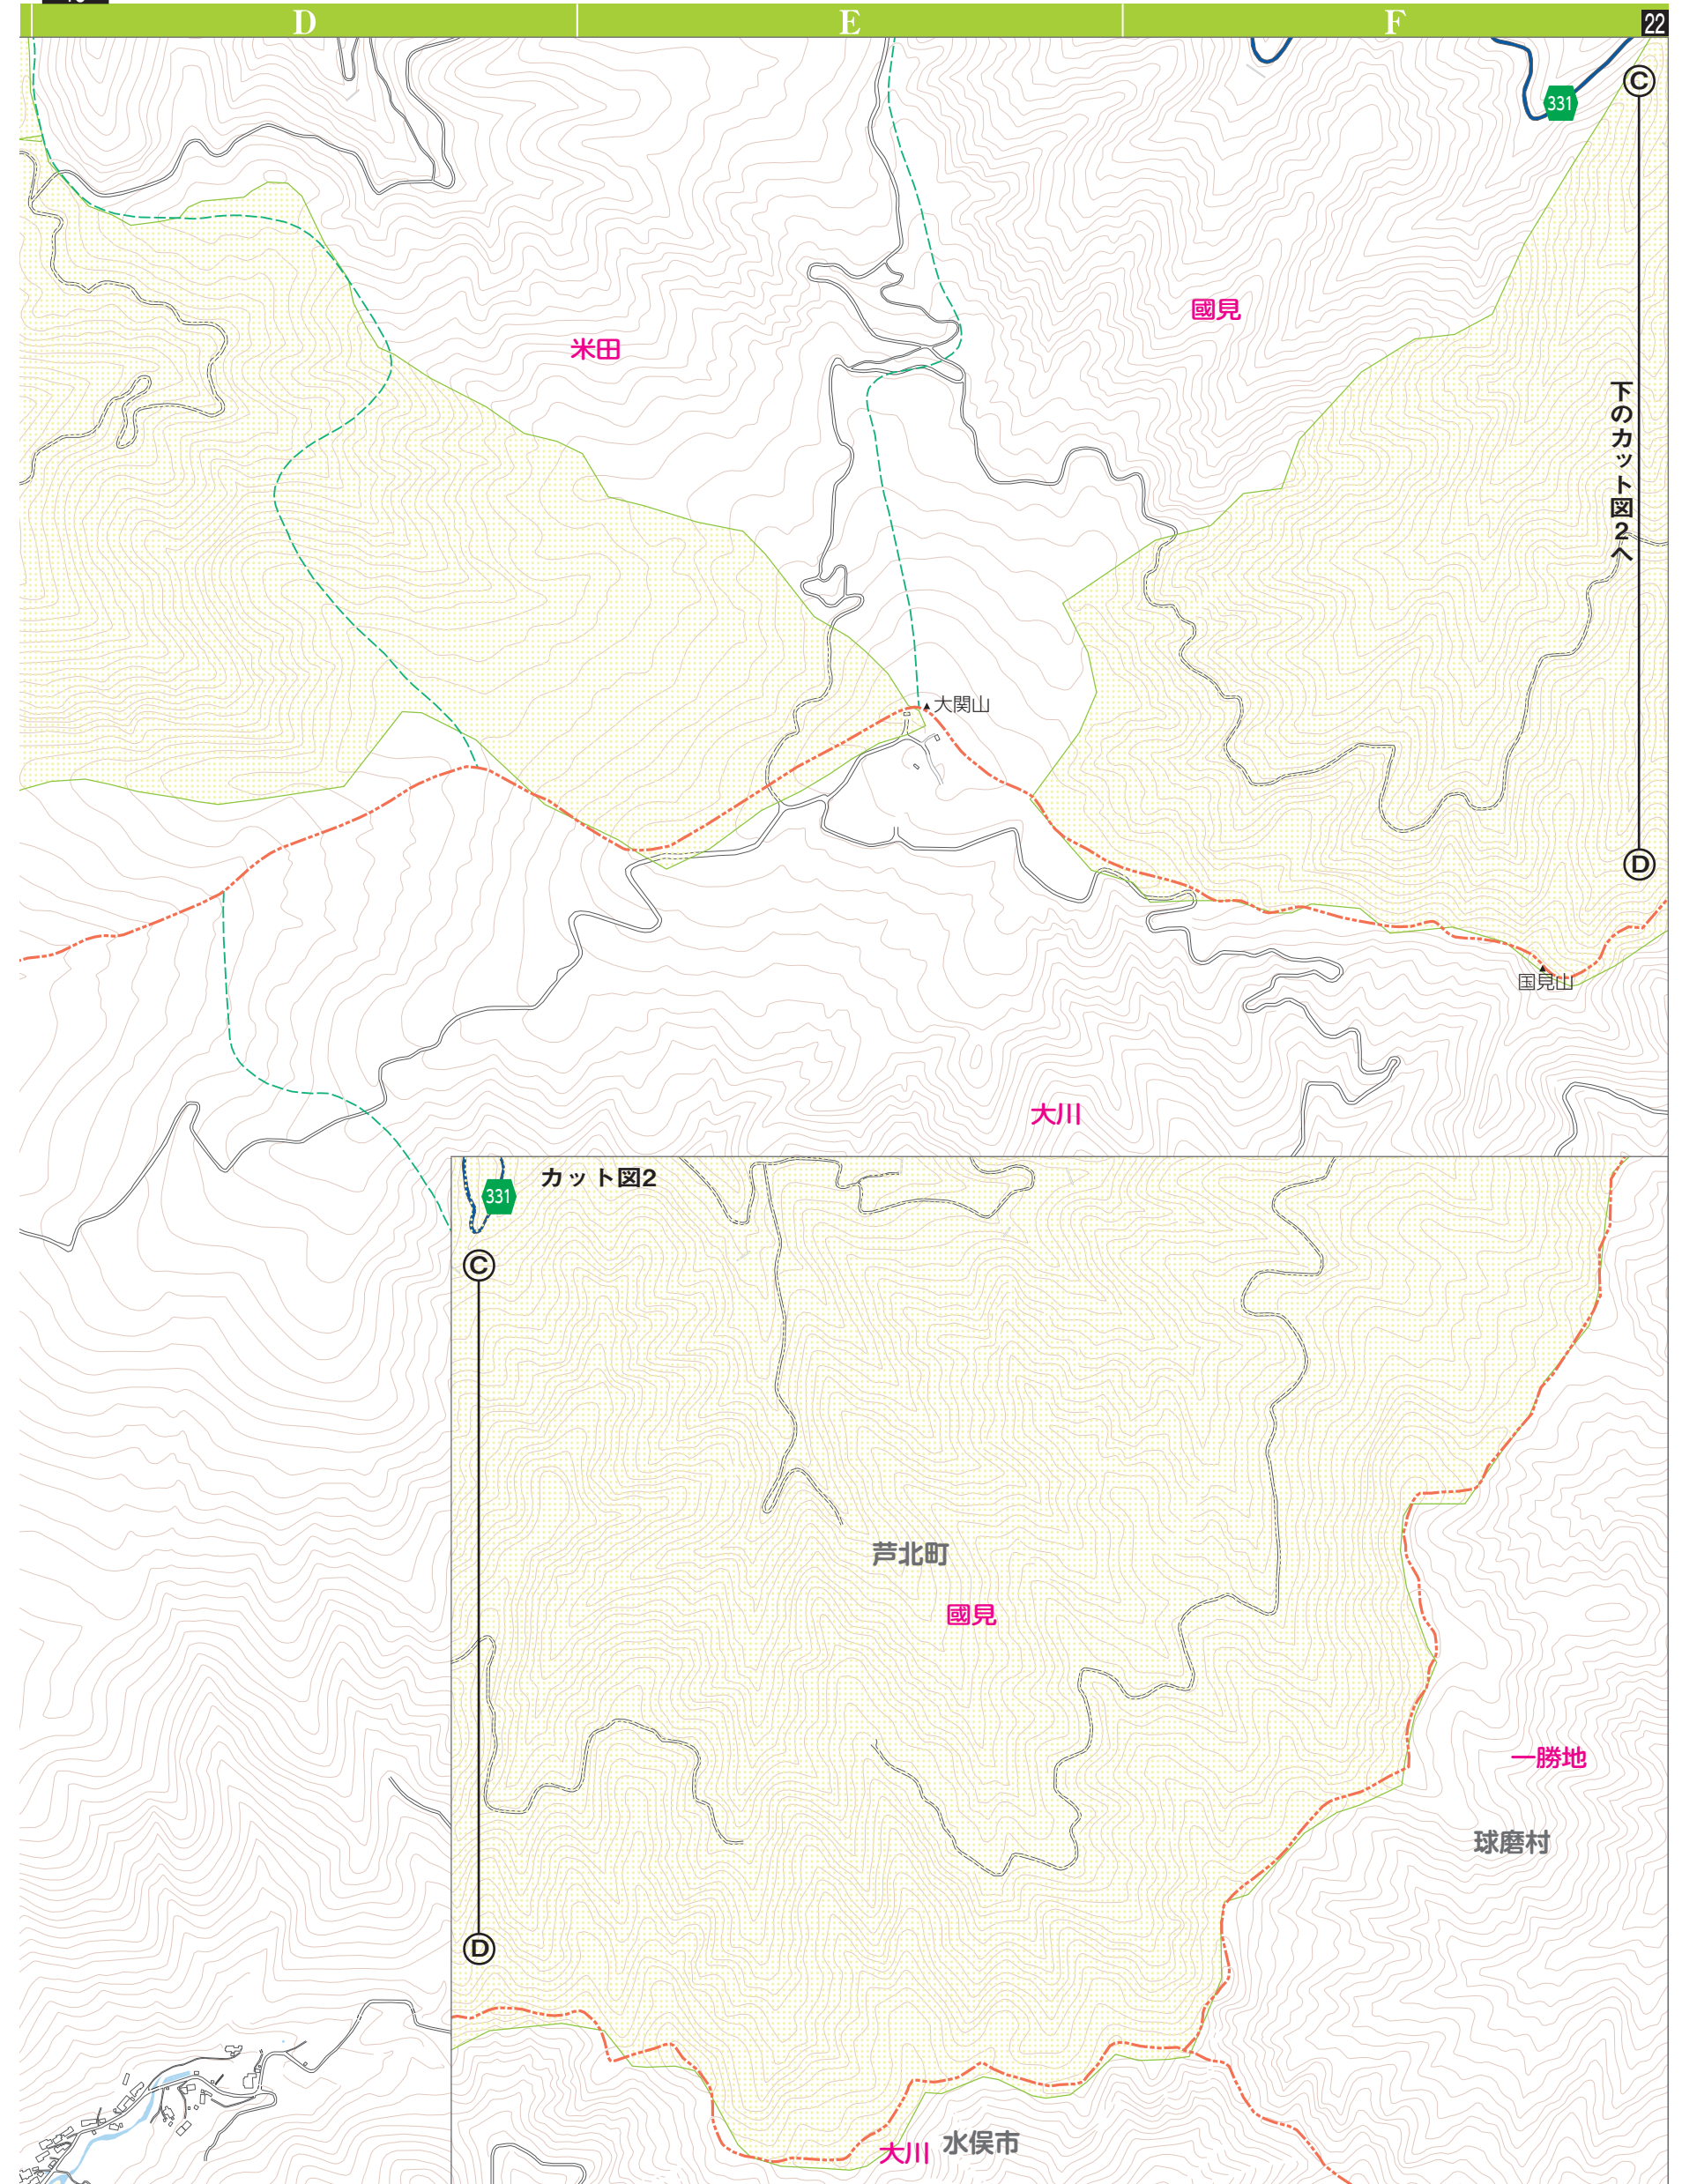 D
E
F
22
C
331
國見
米田
下のカット図2へ
大関山
D
国見山
大川
カット図2
331
C
芦北町
國見
一勝地
球磨村
D
水俣市
大川